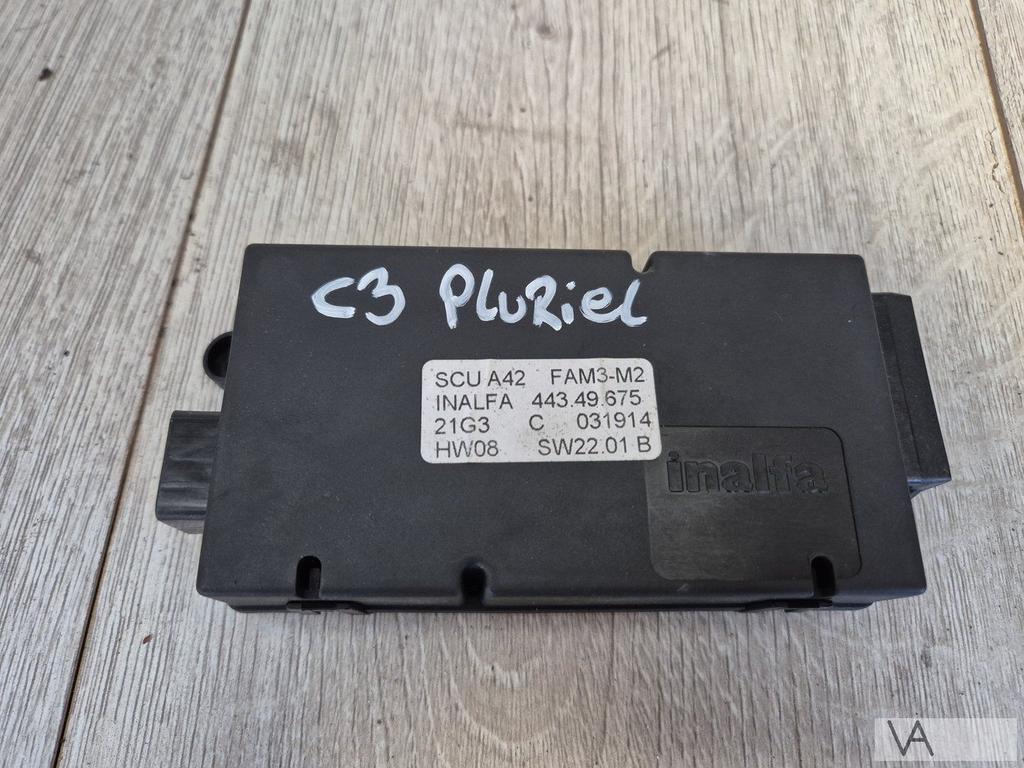 C3 PLuRieL
SCU A42 FAM3-M2
INALFA 443.49.675
21G3 C 031914
HW08 SW22.01 B
inalfa
VA